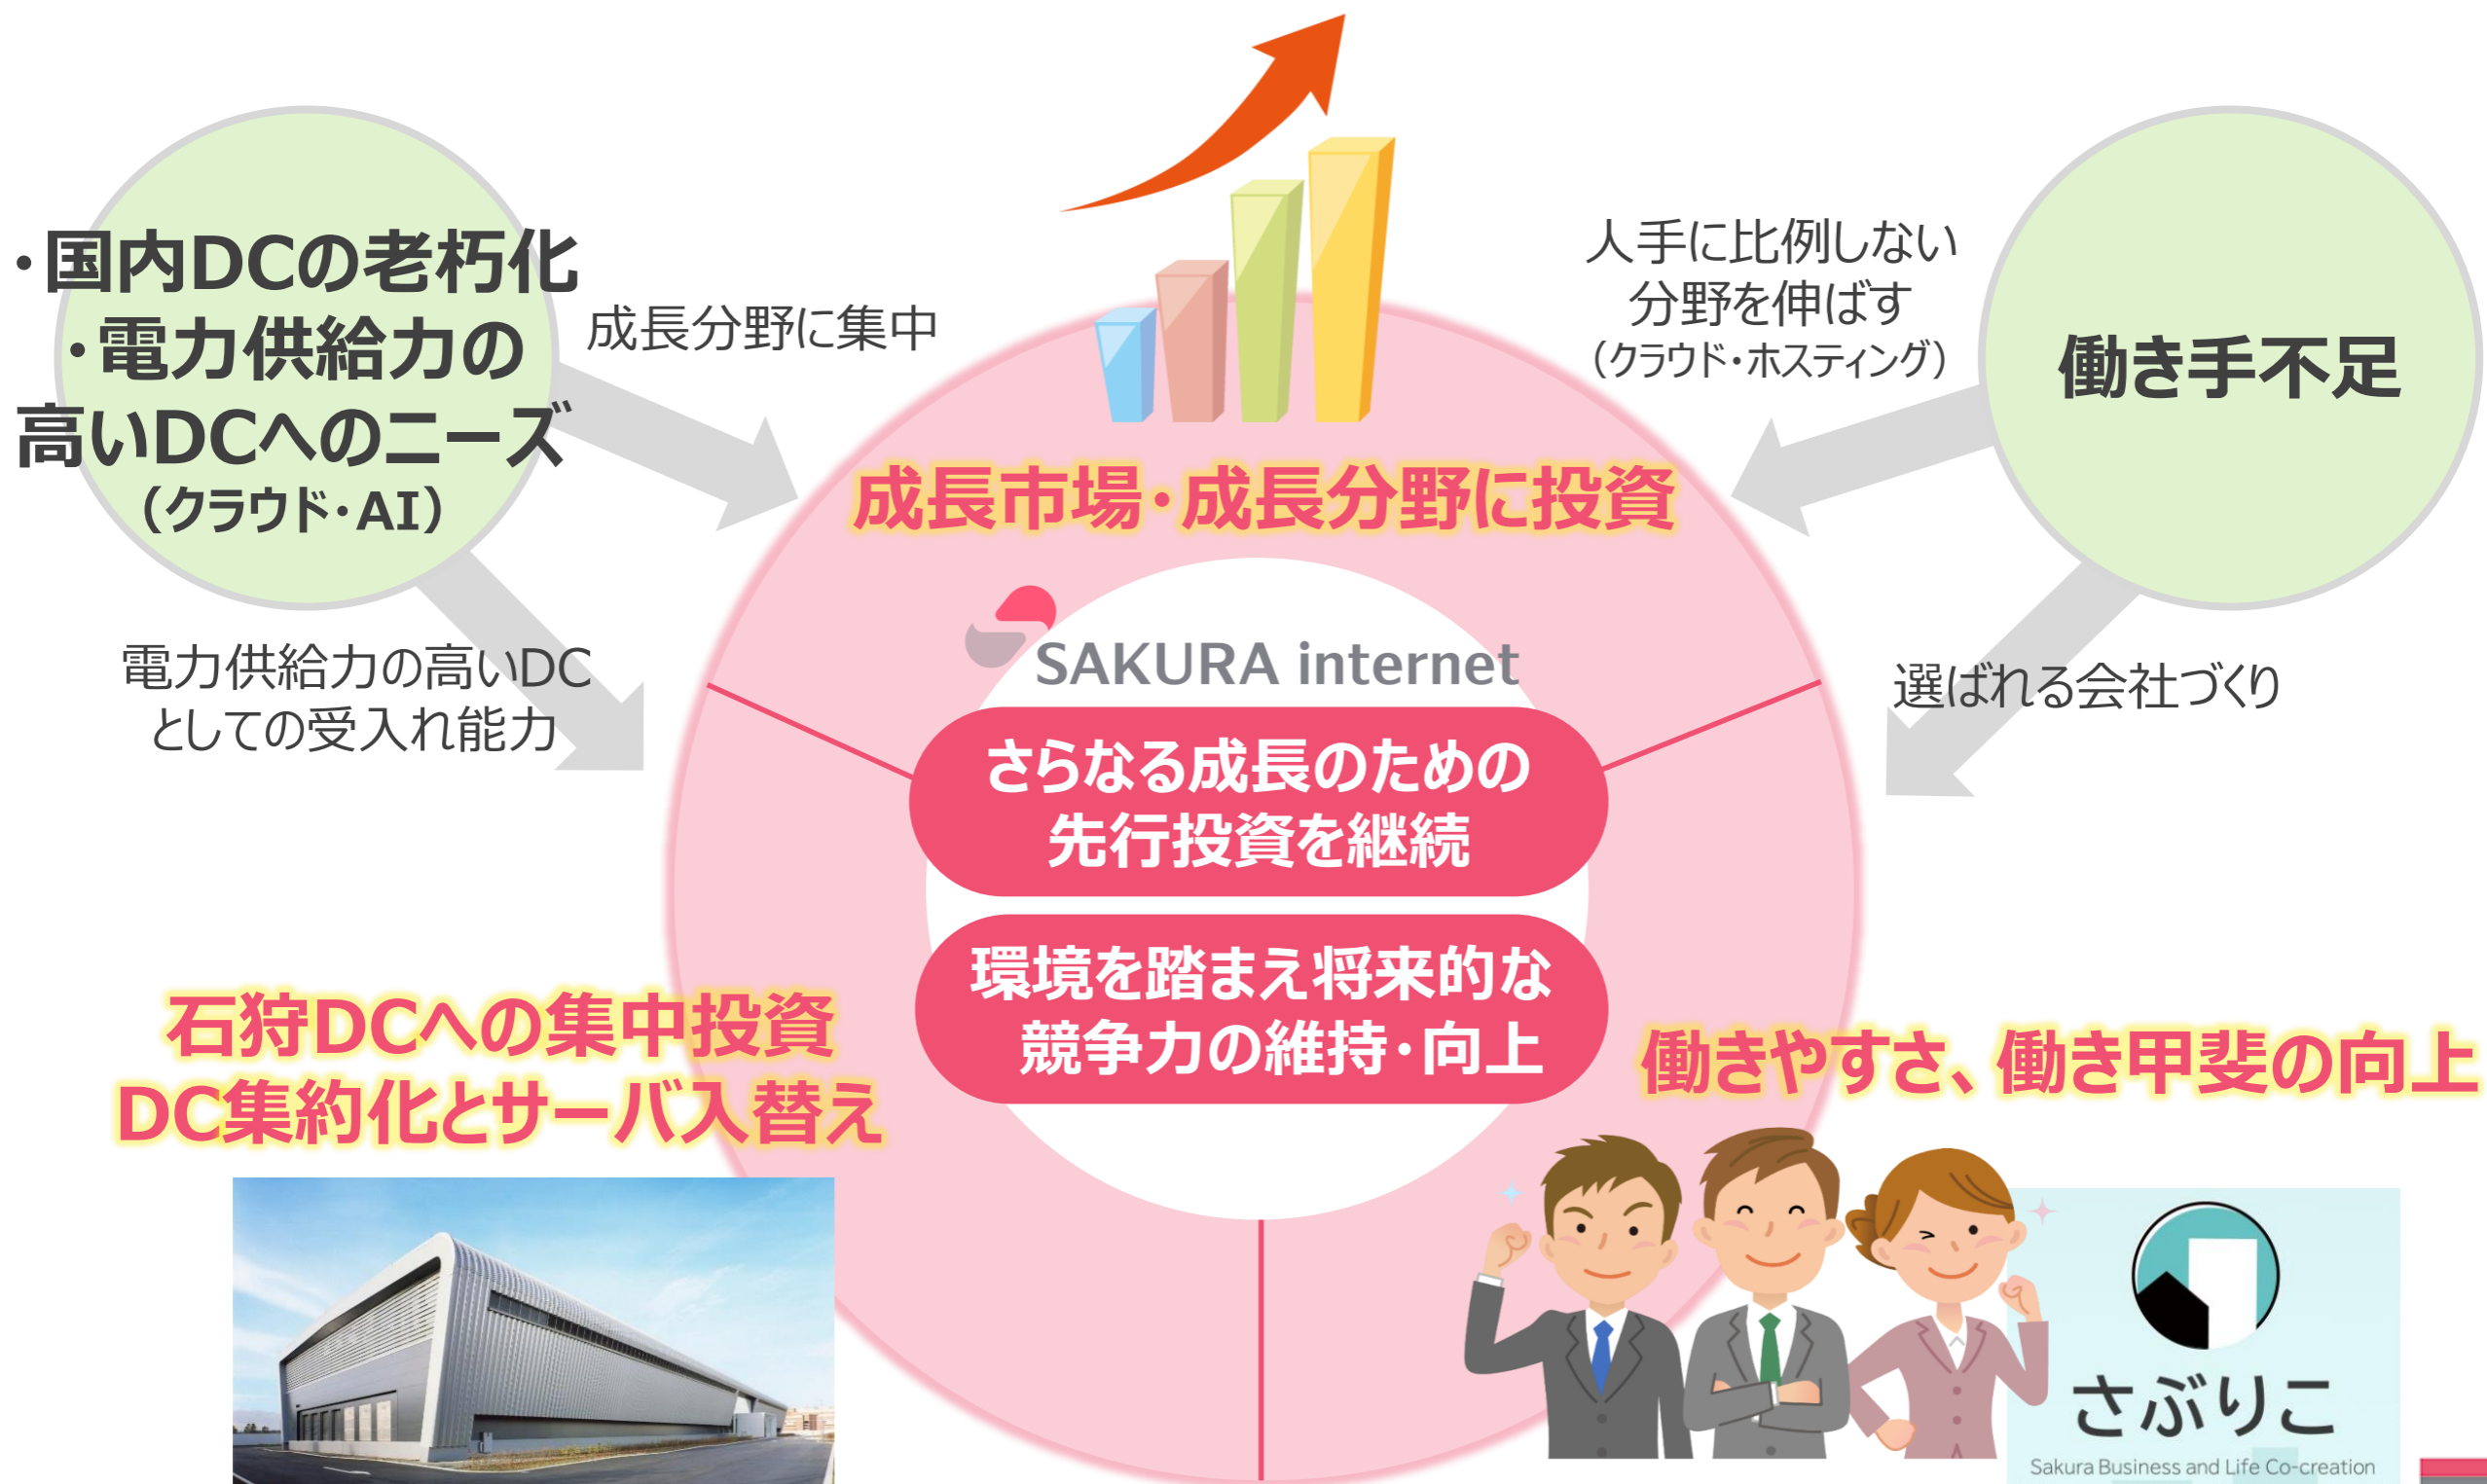 ・国内DCの老朽化
・電力供給力の
高いDCへのニーズ
（クラウド・AI）
成長分野に集中
人手に比例しない
分野を伸ばす
（クラウド・ホスティング）
働き手不足
成長市場・成長分野に投資
電力供給力の高いDC
としての受入れ能力
SAKURA internet
選ばれる会社づくり
さらなる成長のための
先行投資を継続
環境を踏まえ将来的な
競争力の維持・向上
石狩DCへの集中投資
DC集約化とサーバ入替え
働きやすさ、働き甲斐の向上
さぶりこ
Sakura Business and Life Co-creation